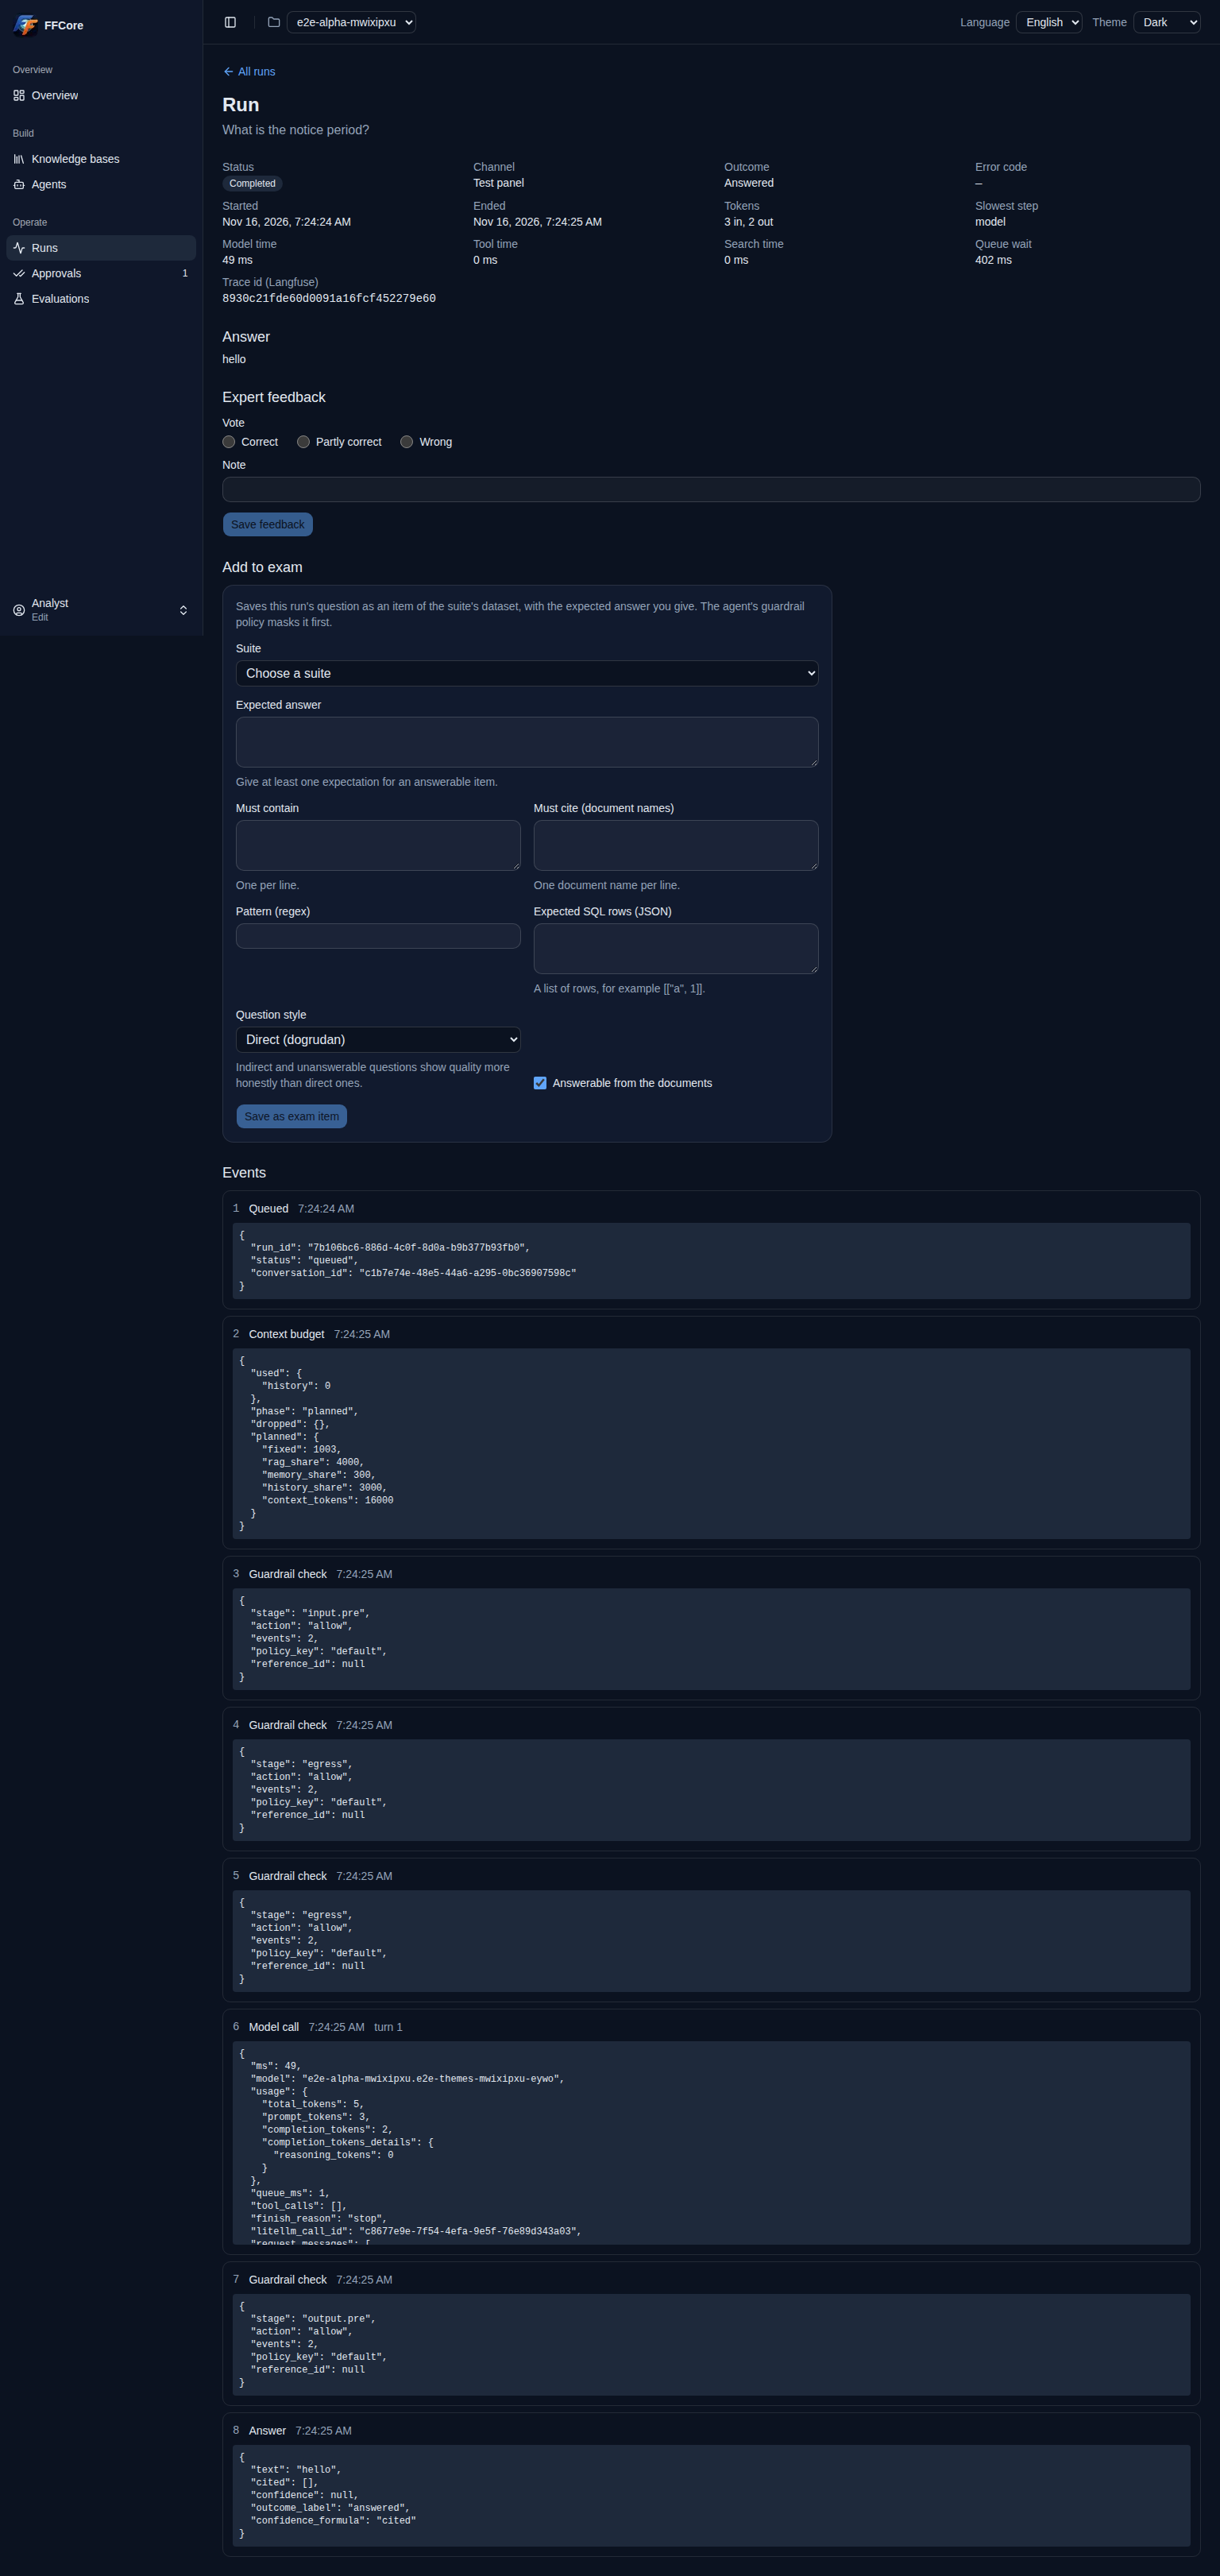 FFCore
Overview
Overview
Build
Knowledge bases
Agents
Operate
Runs
Approvals 1
Evaluations
Analyst
Edit
e2e-alpha-mwixipxu
Language English Theme Dark
All runs
Run
What is the notice period?
Status Channel Outcome Error code
Completed Test panel Answered –
Started Ended Tokens Slowest step
Nov 16, 2026, 7:24:24 AM Nov 16, 2026, 7:24:25 AM 3 in, 2 out model
Model time Tool time Search time Queue wait
49 ms 0 ms 0 ms 402 ms
Trace id (Langfuse)
8930c21fde60d0091a16fcf452279e60
Answer
hello
Expert feedback
Vote
Correct Partly correct Wrong
Note
Save feedback
Add to exam
Saves this run's question as an item of the suite's dataset, with the expected answer you give. The agent's guardrail
policy masks it first.
Suite
Choose a suite
Expected answer
Give at least one expectation for an answerable item.
Must contain Must cite (document names)
One per line. One document name per line.
Pattern (regex) Expected SQL rows (JSON)
A list of rows, for example [["a", 1]].
Question style
Direct (dogrudan)
Indirect and unanswerable questions show quality more
honestly than direct ones.
Answerable from the documents
Save as exam item
Events
1 Queued 7:24:24 AM
{
"run_id": "7b106bc6-886d-4c0f-8d0a-b9b377b93fb0",
"status": "queued",
"conversation_id": "c1b7e74e-48e5-44a6-a295-0bc36907598c"
}
2 Context budget 7:24:25 AM
{
"used": {
"history": 0
},
"phase": "planned",
"dropped": {},
"planned": {
"fixed": 1003,
"rag_share": 4000,
"memory_share": 300,
"history_share": 3000,
"context_tokens": 16000
}
}
3 Guardrail check 7:24:25 AM
{
"stage": "input.pre",
"action": "allow",
"events": 2,
"policy_key": "default",
"reference_id": null
}
4 Guardrail check 7:24:25 AM
{
"stage": "egress",
"action": "allow",
"events": 2,
"policy_key": "default",
"reference_id": null
}
5 Guardrail check 7:24:25 AM
{
"stage": "egress",
"action": "allow",
"events": 2,
"policy_key": "default",
"reference_id": null
}
6 Model call 7:24:25 AM turn 1
{
"ms": 49,
"model": "e2e-alpha-mwixipxu.e2e-themes-mwixipxu-eywo",
"usage": {
"total_tokens": 5,
"prompt_tokens": 3,
"completion_tokens": 2,
"completion_tokens_details": {
"reasoning_tokens": 0
}
},
"queue_ms": 1,
"tool_calls": [],
"finish_reason": "stop",
"litellm_call_id": "c8677e9e-7f54-4efa-9e5f-76e89d343a03",
"request_messages": [
7 Guardrail check 7:24:25 AM
{
"stage": "output.pre",
"action": "allow",
"events": 2,
"policy_key": "default",
"reference_id": null
}
8 Answer 7:24:25 AM
{
"text": "hello",
"cited": [],
"confidence": null,
"outcome_label": "answered",
"confidence_formula": "cited"
}